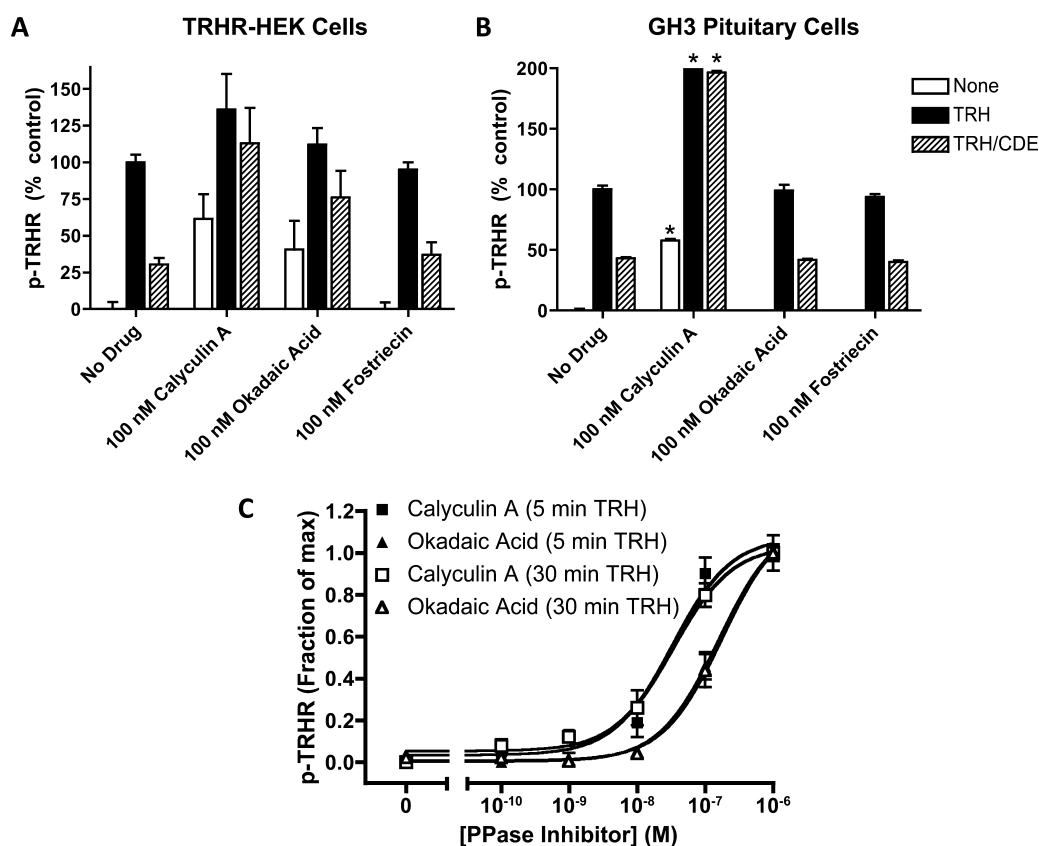 A
TRHR-HEK Cells
p-TRHR (% control)
150
125
100
75
50
25
0
No Drug
100 nM Calyculin A
100 nM Okadaic Acid
100 nM Fostriecin
B
GH3 Pituitary Cells
p-TRHR (% control)
200
150
100
50
0
* * *
No Drug
100 nM Calyculin A
100 nM Okadaic Acid
100 nM Fostriecin
None
TRH
TRH/CDE
C
Calyculin A (5 min TRH)
Okadaic Acid (5 min TRH)
Calyculin A (30 min TRH)
Okadaic Acid (30 min TRH)
p-TRHR (Fraction of max)
1.2
1.0
0.8
0.6
0.4
0.2
0.0
0 10⁻¹⁰ 10⁻⁹ 10⁻⁸ 10⁻⁷ 10⁻⁶
[PPase Inhibitor] (M)